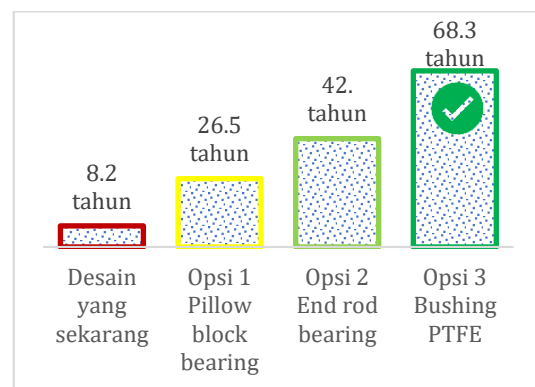 8.2
tahun
26.5
tahun
42.
tahun
68.3
tahun
Desain
yang
sekarang
Opsi 1
Pillow
block
bearing
Opsi 2
End rod
bearing
Opsi 3
Bushing
PTFE